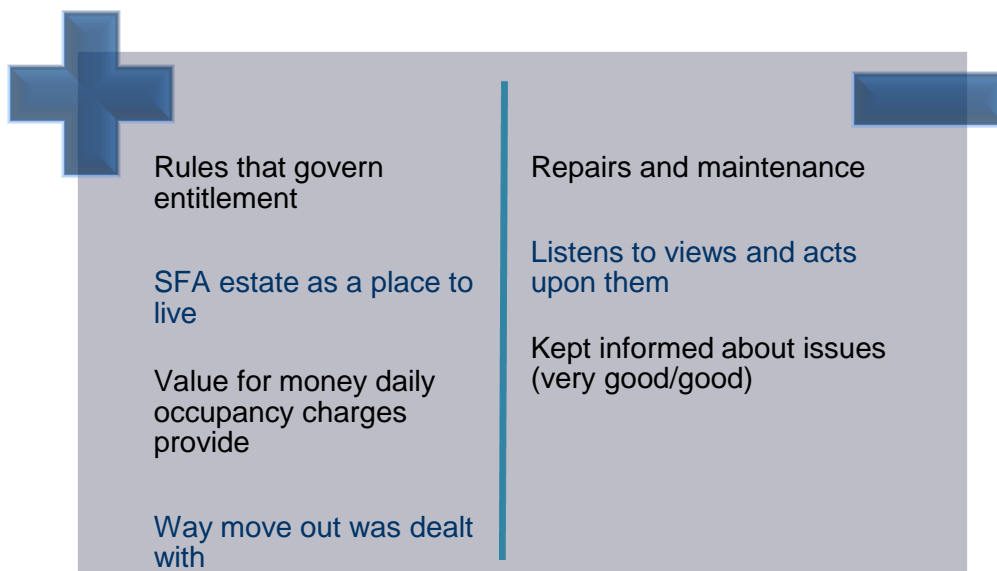 Rules that govern
entitlement
SFA estate as a place to
live
Value for money daily
occupancy charges
provide
Way move out was dealt
with
Repairs and maintenance
Listens to views and acts
upon them
Kept informed about issues
(very good/good)